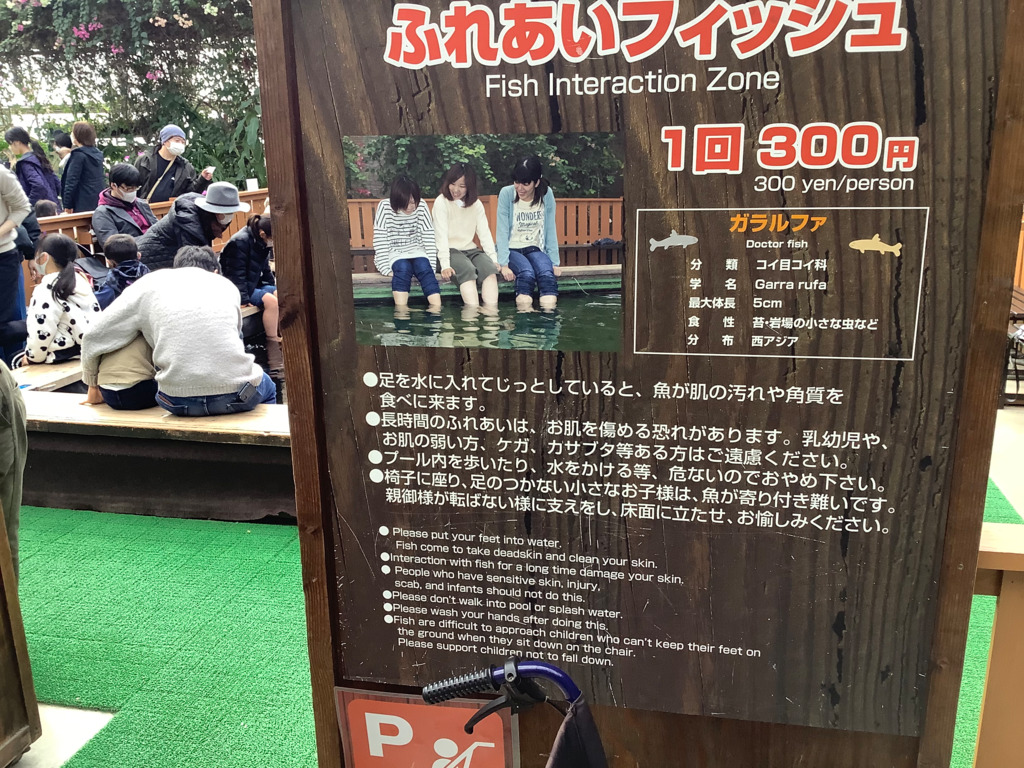 ふれあいフィッシュ
Fish Interaction Zone
1回 300円
300 yen/person
WONDER
ガラルファ
Doctor fish
分　類　コイ目コイ科
学　名　Garra rufa
最大体長　5cm
食　性　苔・岩場の小さな虫など
分　布　西アジア
●足を水に入れてじっとしていると、魚が肌の汚れや角質を
食べに来ます。
●長時間のふれあいは、お肌を傷める恐れがあります。乳幼児や、
お肌の弱い方、ケガ、カサブタ等ある方はご遠慮ください。
●プール内を歩いたり、水をかける等、危ないのでおやめ下さい。
●椅子に座り、足のつかない小さなお子様は、魚が寄り付き難いです。
親御様が転ばない様に支えをし、床面に立たせ、お愉しみください。
● Please put your feet into water.
Fish come to take deadskin and clean your skin.
●Interaction with fish for a long time damage your skin.
● People who have sensitive skin, injury,
scab, and infants should not do this.
●Please don't walk into pool or splash water.
●Please wash your hands after doing this.
●Fish are difficult to approach children who can't keep their feet on
the ground when they sit down on the chair.
Please support children not to fall down.
P